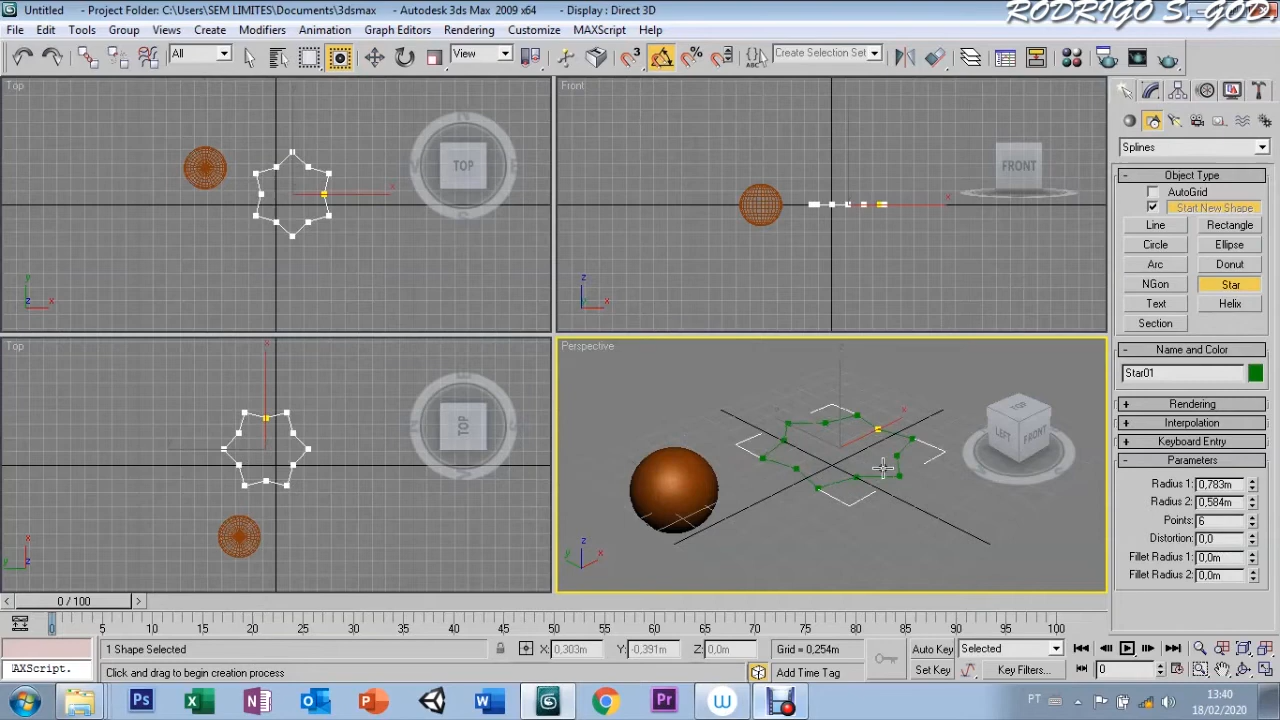 Untitled - Project Folder: C:\Users\SEM LIMITES\Documents\3dsmax - Autodesk 3ds Max 2009 x64 - Display : Direct 3D
RODRIGO S. GOD
File Edit Tools Group Views Create Modifiers Animation Graph Editors Rendering Customize MAXScript Help
All
View
3
%
ABC
Create Selection Set
Top
TOP
Front
FRONT
Splines
Object Type
AutoGrid
Start New Shape
Line Rectangle
Circle Ellipse
Arc Donut
NGon Star
Text Helix
Section
Name and Color
Star01
+ Rendering
+ Interpolation
+ Keyboard Entry
- Parameters
Radius 1: 0,783m
Radius 2: 0,584m
Points: 6
Distortion: 0,0
Fillet Radius 1: 0,0m
Fillet Radius 2: 0,0m
Top
TOP
Perspective
TOP
LEFT FRONT
0 / 100
0 5 10 15 20 25 30 35 40 45 50 55 60 65 70 75 80 85 90 95 100
1 Shape Selected
X: 0,303m Y: -0,391m Z: 0,0m
Grid = 0,254m
Auto Key
Selected
AXScript.
Click and drag to begin creation process
Add Time Tag
Set Key
Key Filters...
0
PT
13:40
18/02/2020